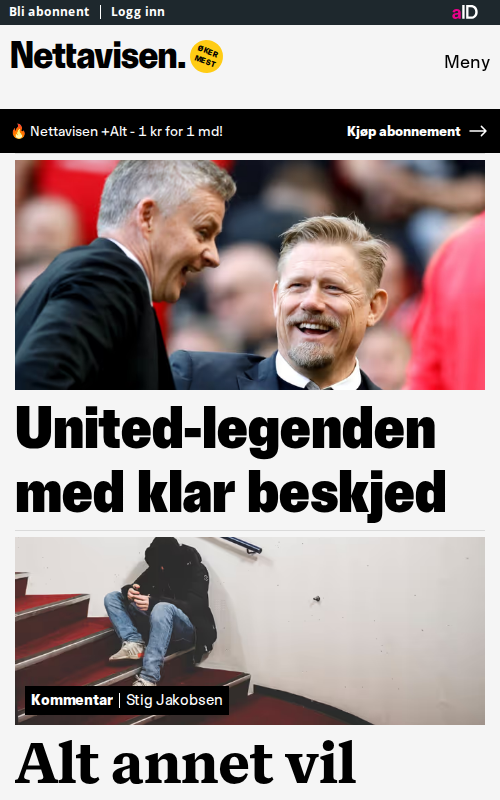 Bli abonnent | Logg inn
aID
Nettavisen.
ØKER
MEST
Meny
🔥 Nettavisen +Alt - 1 kr for 1 md!
Kjøp abonnement →
United-legenden
med klar beskjed
Kommentar | Stig Jakobsen
Alt annet vil